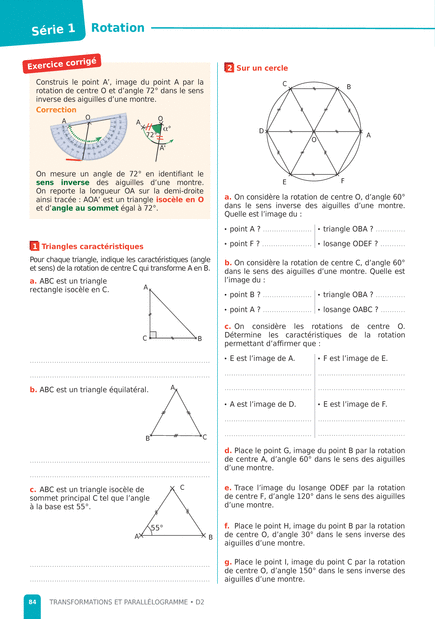 Série 1
Rotation
Exercice corrigé
Construis le point A’, image du point A par la
rotation de centre O et d’angle 72° dans le sens
inverse des aiguilles d’une montre.
Correction
A
O
A
O
α°
72°
A'
On mesure un angle de 72° en identifiant le
sens inverse des aiguilles d’une montre.
On reporte la longueur OA sur la demi-droite
ainsi tracée : AOA’ est un triangle isocèle en O
et d’angle au sommet égal à 72°.
1 Triangles caractéristiques
Pour chaque triangle, indique les caractéristiques (angle
et sens) de la rotation de centre C qui transforme A en B.
a. ABC est un triangle
rectangle isocèle en C.
A
C
B
b. ABC est un triangle équilatéral.
A
B
C
c. ABC est un triangle isocèle de
sommet principal C tel que l’angle
à la base est 55°.
C
55°
A
B
2 Sur un cercle
C
B
D
A
O
E
F
a. On considère la rotation de centre O, d’angle 60°
dans le sens inverse des aiguilles d’une montre.
Quelle est l’image du :
• point A ? .................... • triangle OBA ? ............
• point F ? .................... • losange ODEF ? ............
b. On considère la rotation de centre C, d’angle 60°
dans le sens des aiguilles d’une montre. Quelle est
l’image du :
• point B ? .................... • triangle OBA ? ............
• point A ? .................... • losange OABC ? ............
c. On considère les rotations de centre O.
Détermine les caractéristiques de la rotation
permettant d’affirmer que :
• E est l’image de A. • F est l’image de E.
• A est l’image de D. • E est l’image de F.
d. Place le point G, image du point B par la rotation
de centre A, d’angle 60° dans le sens des aiguilles
d’une montre.
e. Trace l’image du losange ODEF par la rotation
de centre F, d’angle 120° dans le sens des aiguilles
d’une montre.
f. Place le point H, image du point B par la rotation
de centre O, d’angle 30° dans le sens inverse des
aiguilles d’une montre.
g. Place le point I, image du point C par la rotation
de centre O, d’angle 150° dans le sens inverse des
aiguilles d’une montre.
84 TRANSFORMATIONS ET PARALLÉLOGRAMME • D2